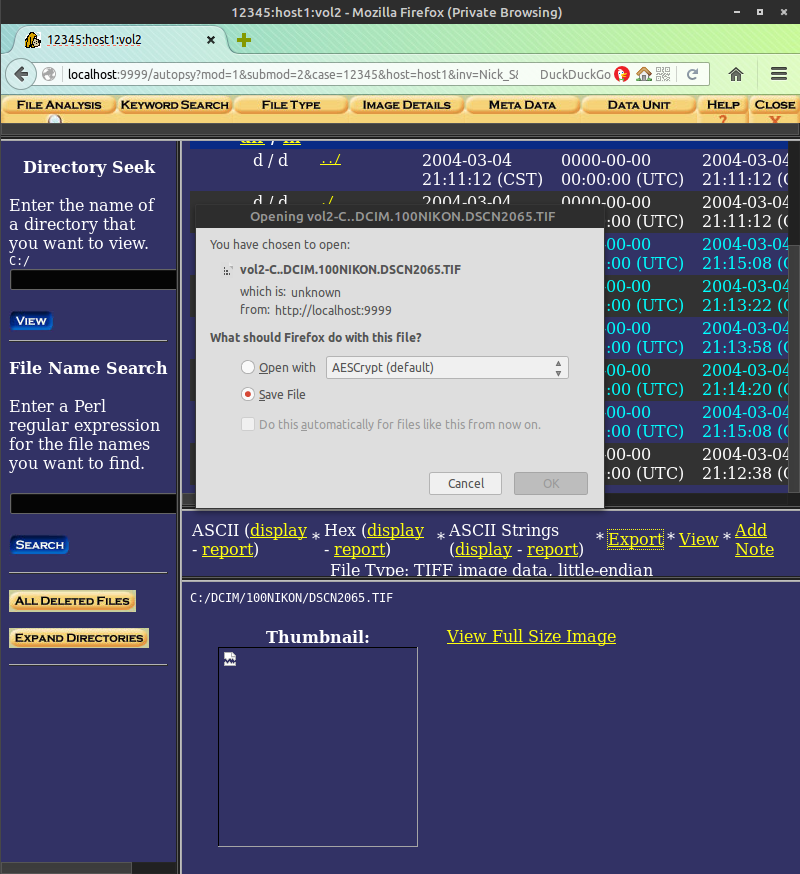 12345:host1:vol2 - Mozilla Firefox (Private Browsing)
12345:host1:vol2
localhost:9999/autopsy?mod=1&submod=2&case=12345&host=host1&inv=Nick_S8 DuckDuckGo
FILE ANALYSIS KEYWORD SEARCH FILE TYPE IMAGE DETAILS META DATA DATA UNIT HELP CLOSE
? X
Directory Seek
Enter the name of
a directory that
you want to view.
C:/
VIEW
File Name Search
Enter a Perl
regular expression
for the file names
you want to find.
SEARCH
ALL DELETED FILES
EXPAND DIRECTORIES
dir / in
d / d ../ 2004-03-04 0000-00-00 2004-03-04
21:11:12 (CST) 00:00:00 (UTC) 21:11:12 (C
d / d ./ 2004-03-04 0000-00-00 2004-03-04
:00 (UTC) 21:11:12 (C
-00-00 2004-03-04
:00 (UTC) 21:15:08 (C
-00-00 2004-03-04
:00 (UTC) 21:13:22 (C
-00-00 2004-03-04
:00 (UTC) 21:13:58 (C
-00-00 2004-03-04
:00 (UTC) 21:14:20 (C
-00-00 2004-03-04
:00 (UTC) 21:15:08 (C
-00-00 2004-03-04
:00 (UTC) 21:12:38 (C
Opening vol2-C..DCIM.100NIKON.DSCN2065.TIF
You have chosen to open:
vol2-C..DCIM.100NIKON.DSCN2065.TIF
which is: unknown
from: http://localhost:9999
What should Firefox do with this file?
Open with AESCrypt (default)
Save File
Do this automatically for files like this from now on.
Cancel OK
ASCII (display - report) * Hex (display - report) * ASCII Strings (display - report) * Export * View * Add Note
File Type: TIFF image data, little-endian
C:/DCIM/100NIKON/DSCN2065.TIF
Thumbnail: View Full Size Image